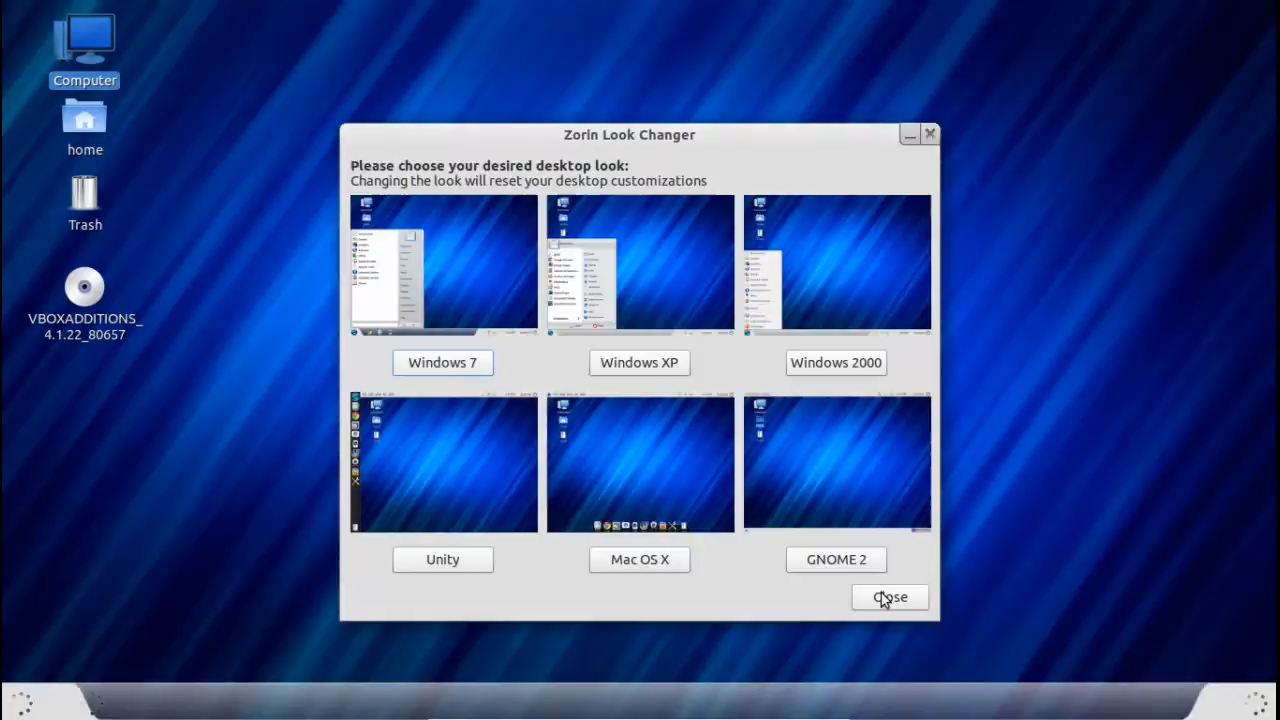 Computer
home
Trash
VBOXADDITIONS_
4.1.22_80657
Zorin Look Changer
Please choose your desired desktop look:
Changing the look will reset your desktop customizations
Windows 7
Windows XP
Windows 2000
Unity
Mac OS X
GNOME 2
Close